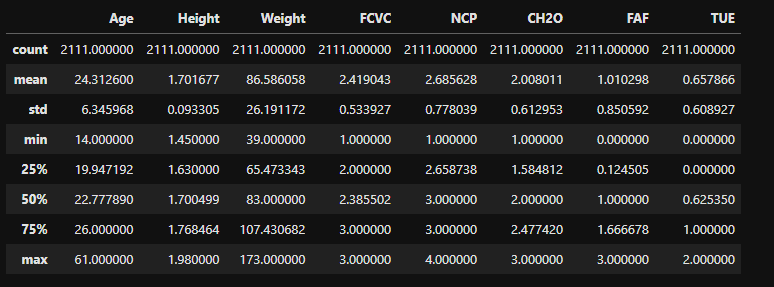 Age Height Weight FCVC NCP CH2O FAF TUE
count 2111.000000 2111.000000 2111.000000 2111.000000 2111.000000 2111.000000 2111.000000 2111.000000
mean 24.312600 1.701677 86.586058 2.419043 2.685628 2.008011 1.010298 0.657866
std 6.345968 0.093305 26.191172 0.533927 0.778039 0.612953 0.850592 0.608927
min 14.000000 1.450000 39.000000 1.000000 1.000000 1.000000 0.000000 0.000000
25% 19.947192 1.630000 65.473343 2.000000 2.658738 1.584812 0.124505 0.000000
50% 22.777890 1.700499 83.000000 2.385502 3.000000 2.000000 1.000000 0.625350
75% 26.000000 1.768464 107.430682 3.000000 3.000000 2.477420 1.666678 1.000000
max 61.000000 1.980000 173.000000 3.000000 4.000000 3.000000 3.000000 2.000000